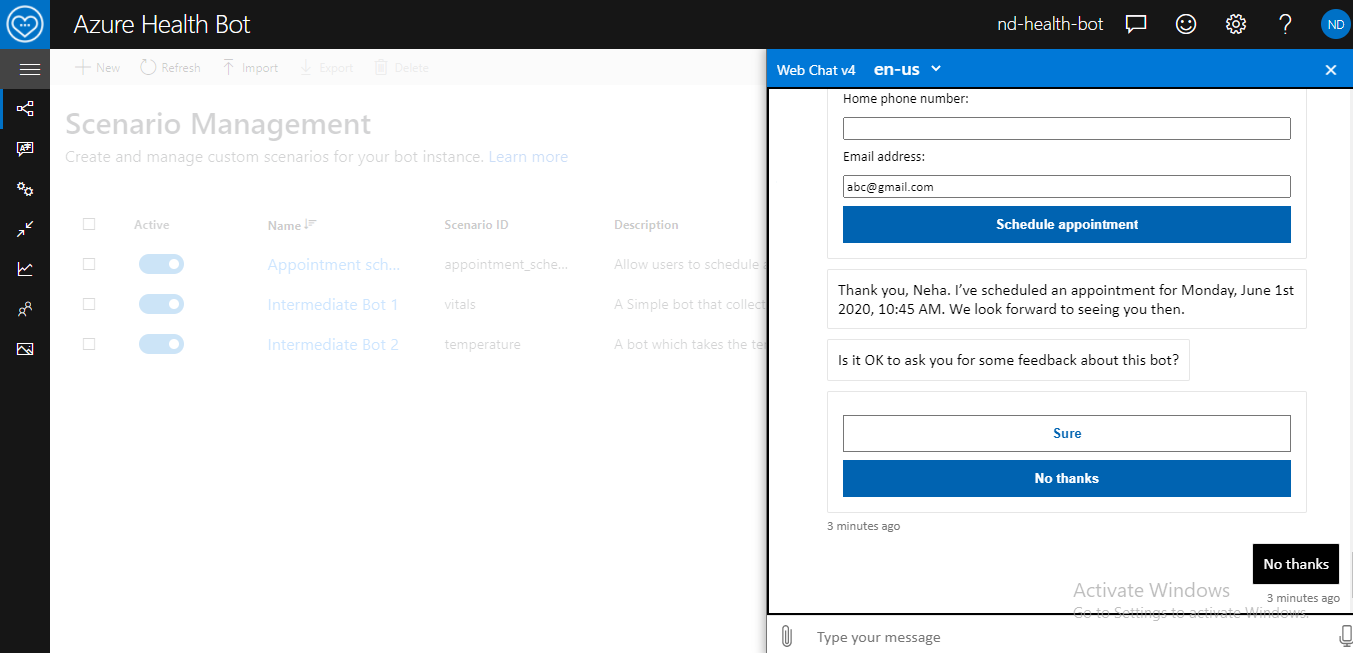 Azure Health Bot
nd-health-bot
?
ND
New
Refresh
Import
Export
Delete
Web Chat v4
en-us
Scenario Management
Create and manage custom scenarios for your bot instance. Learn more
Active
Name
Scenario ID
Description
Appointment sch...
appointment_sche...
Allow users to schedule a
Intermediate Bot 1
vitals
A Simple bot that collect
Intermediate Bot 2
temperature
A bot which takes the te
Home phone number:
Email address:
abc@gmail.com
Schedule appointment
Thank you, Neha. I’ve scheduled an appointment for Monday, June 1st
2020, 10:45 AM. We look forward to seeing you then.
Is it OK to ask you for some feedback about this bot?
Sure
No thanks
3 minutes ago
No thanks
3 minutes ago
Activate Windows
Go to Settings to activate Windows.
Type your message